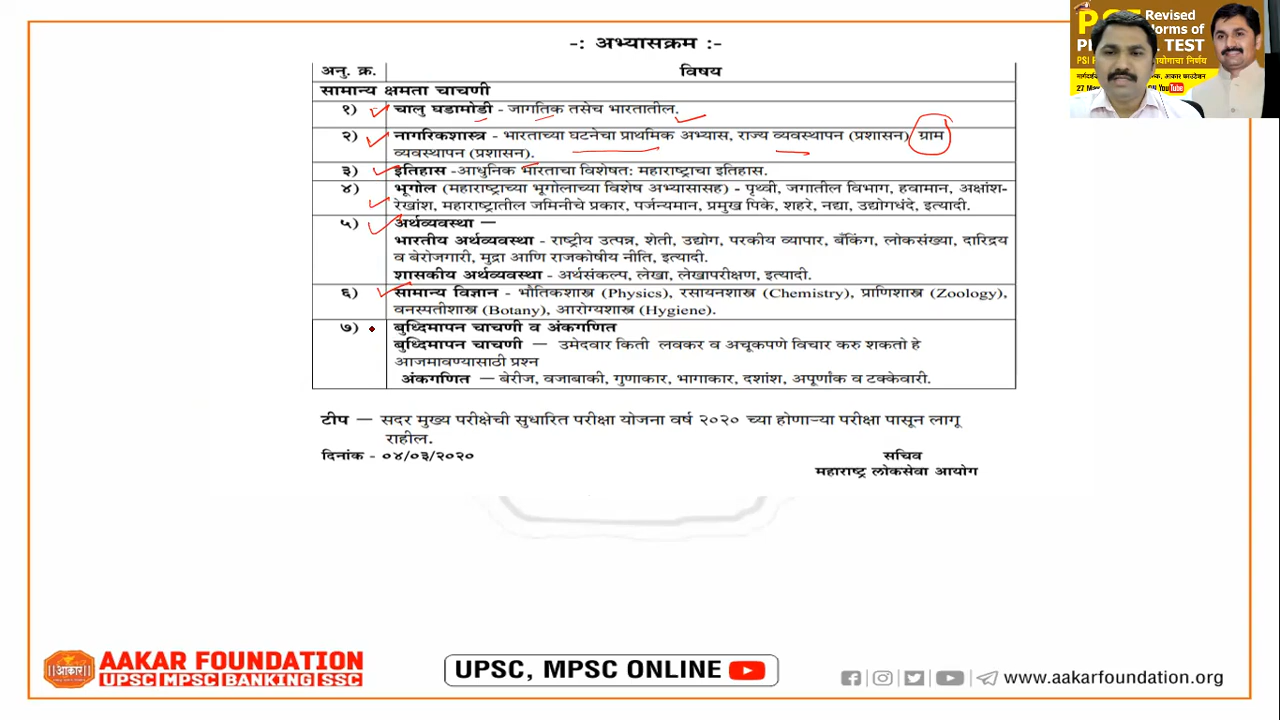 -: अभ्यासक्रम :-
अनु. क्र. विषय
सामान्य क्षमता चाचणी
१) चालु घडामोडी - जागतिक तसेच भारतातील.
२) नागरिकशास्त्र - भारताच्या घटनेचा प्राथमिक अभ्यास, राज्य व्यवस्थापन (प्रशासन) ग्राम
व्यवस्थापन (प्रशासन).
३) इतिहास -आधुनिक भारताचा विशेषत: महाराष्ट्राचा इतिहास.
४) भूगोल (महाराष्ट्राच्या भूगोलाच्या विशेष अभ्यासासह) - पृथ्वी, जगातील विभाग, हवामान, अक्षांश-
रेखांश, महाराष्ट्रातील जमिनीचे प्रकार, पर्जन्यमान, प्रमुख पिके, शहरे, नद्या, उद्योगधंदे, इत्यादी.
५) अर्थव्यवस्था —
भारतीय अर्थव्यवस्था - राष्ट्रीय उत्पन्न, शेती, उद्योग, परकीय व्यापार, बँकिंग, लोकसंख्या, दारिद्रय
व बेरोजगारी, मुद्रा आणि राजकोषीय नीति, इत्यादी.
शासकीय अर्थव्यवस्था - अर्थसंकल्प, लेखा, लेखापरीक्षण, इत्यादी.
६) सामान्य विज्ञान - भौतिकशास्त्र (Physics), रसायनशास्त्र (Chemistry), प्राणिशास्त्र (Zoology),
वनस्पतीशास्त्र (Botany), आरोग्यशास्त्र (Hygiene).
७) बुध्दिमापन चाचणी व अंकगणित
बुध्दिमापन चाचणी — उमेदवार किती लवकर व अचूकपणे विचार करु शकतो हे
आजमावण्यासाठी प्रश्न
अंकगणित — बेरीज, वजाबाकी, गुणाकार, भागाकार, दशांश, अपूर्णांक व टक्केवारी.
टीप — सदर मुख्य परीक्षेची सुधारित परीक्षा योजना वर्ष २०२० च्या होणाऱ्या परीक्षा पासून लागू
राहील.
दिनांक - ०४/०३/२०२० सचिव
महाराष्ट्र लोकसेवा आयोग
Revised
TEST
27 Mar
YouTube
॥आकार॥
AAKAR FOUNDATION
UPSC MPSC BANKING SSC
UPSC, MPSC ONLINE
www.aakarfoundation.org